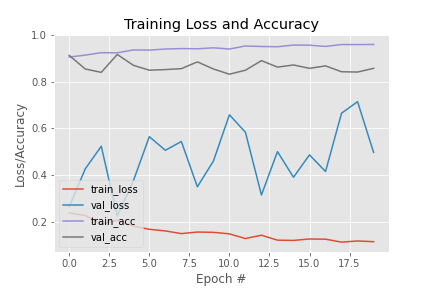 Training Loss and Accuracy
1.0
0.8
0.6
0.4
0.2
Loss/Accuracy
train_loss
val_loss
train_acc
val_acc
0.0 2.5 5.0 7.5 10.0 12.5 15.0 17.5
Epoch #